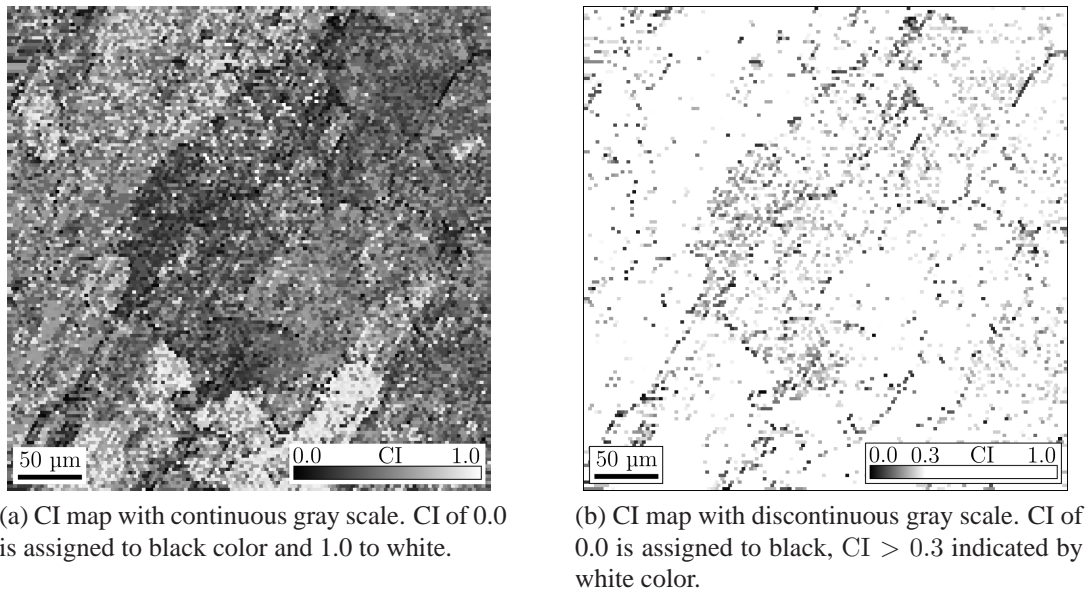 50 µm
0.0 CI 1.0
50 µm
0.0 0.3 CI 1.0
(a) CI map with continuous gray scale. CI of 0.0
is assigned to black color and 1.0 to white.
(b) CI map with discontinuous gray scale. CI of
0.0 is assigned to black, CI > 0.3 indicated by
white color.